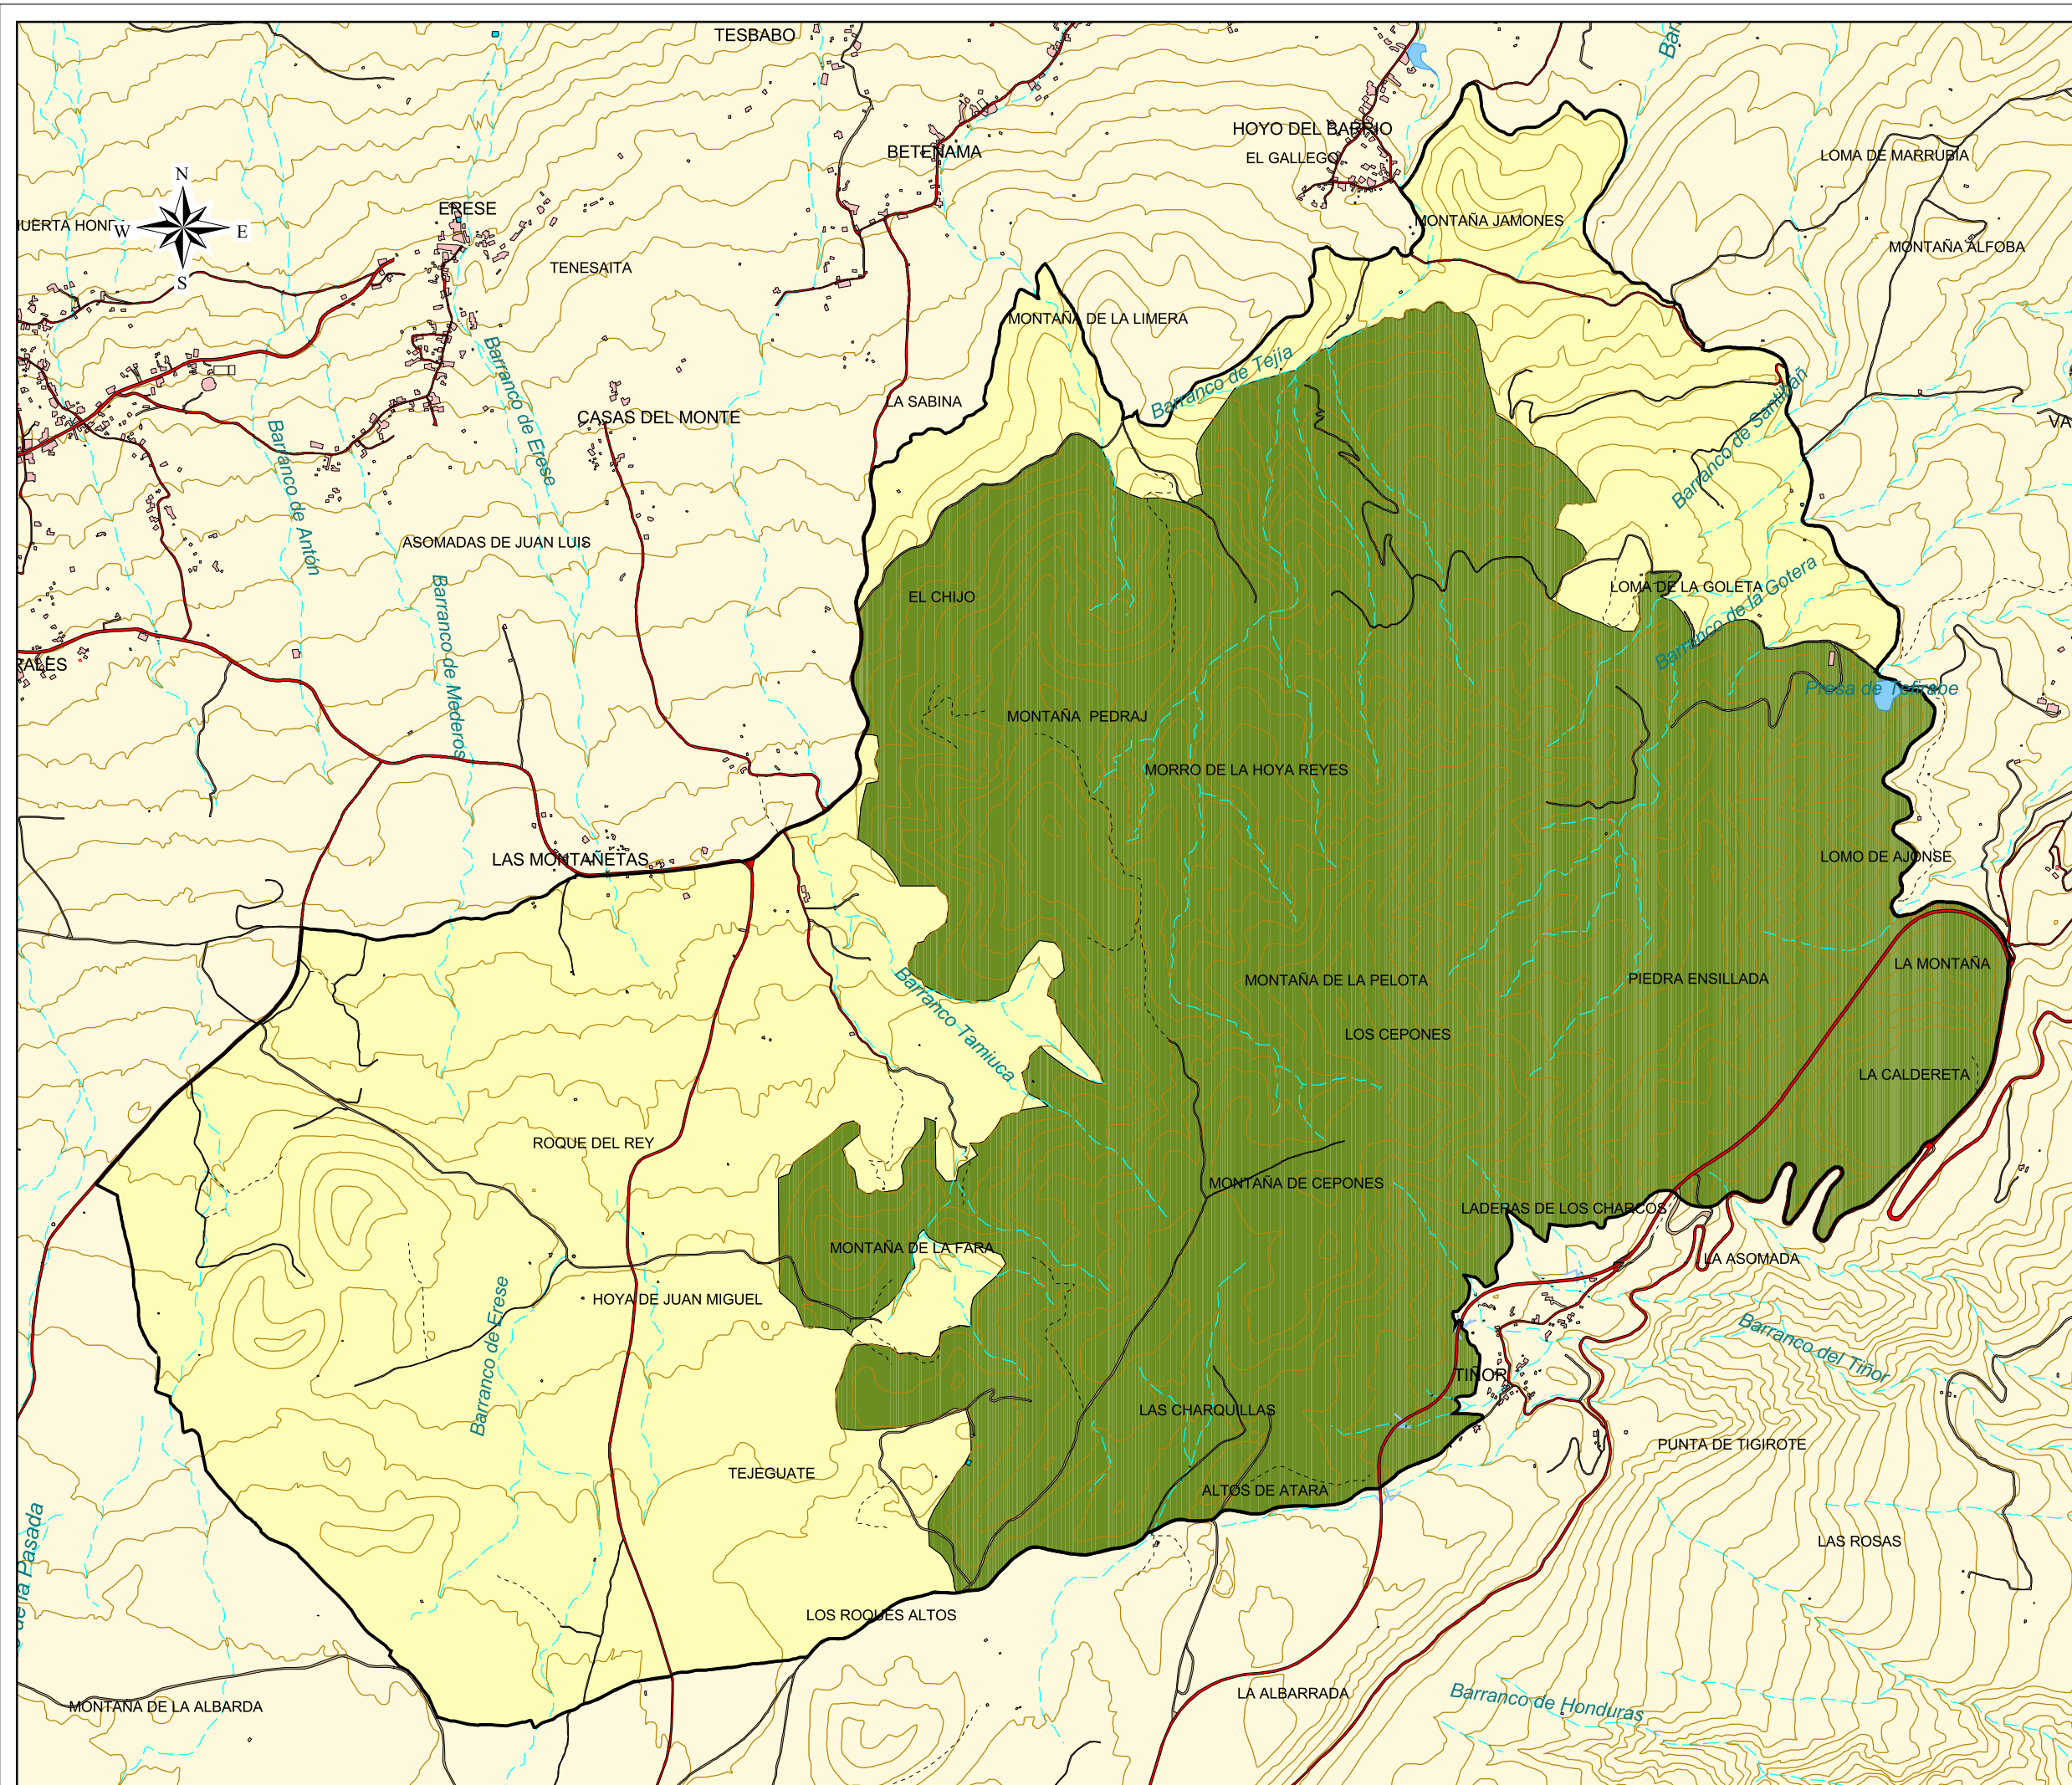 TESBABO
HOYO DEL BARRIO
BETENAMA
EL GALLEGO
LOMA DE MARRUBIA
N
ERESE
MONTAÑA JAMONES
W
E
MONTAÑA ALFOBA
TENESAITA
S
MONTAÑA DE LA LIMERA
Barranco de Tejía
Barranco de Erese
LA SABINA
CASAS DEL MONTE
Barranco de Antón
ASOMADAS DE JUAN LUIS
EL CHIJO
LOMA DE LA GOLETA
Barranco de la Gotera
Barranco de Mederos
Presa de Tefirabe
MONTAÑA PEDRAJ
MORRO DE LA HOYA REYES
LAS MONTAÑETAS
LOMO DE AJONSE
LA MONTAÑA
MONTAÑA DE LA PELOTA
PIEDRA ENSILLADA
Barranco Tamiuca
LOS CEPONES
LA CALDERETA
ROQUE DEL REY
MONTAÑA DE CEPONES
LADERAS DE LOS CHARCOS
MONTAÑA DE LA FARA
LA ASOMADA
HOYA DE JUAN MIGUEL
Barranco de Erese
Barranco del Tiñor
TIÑOR
LAS CHARQUILLAS
PUNTA DE TIGIROTE
TEJEGUATE
ALTOS DE ATARA
LAS ROSAS
de la Pasada
LOS ROQUES ALTOS
LA ALBARRADA
MONTAÑA DE LA ALBARDA
Barranco de Honduras